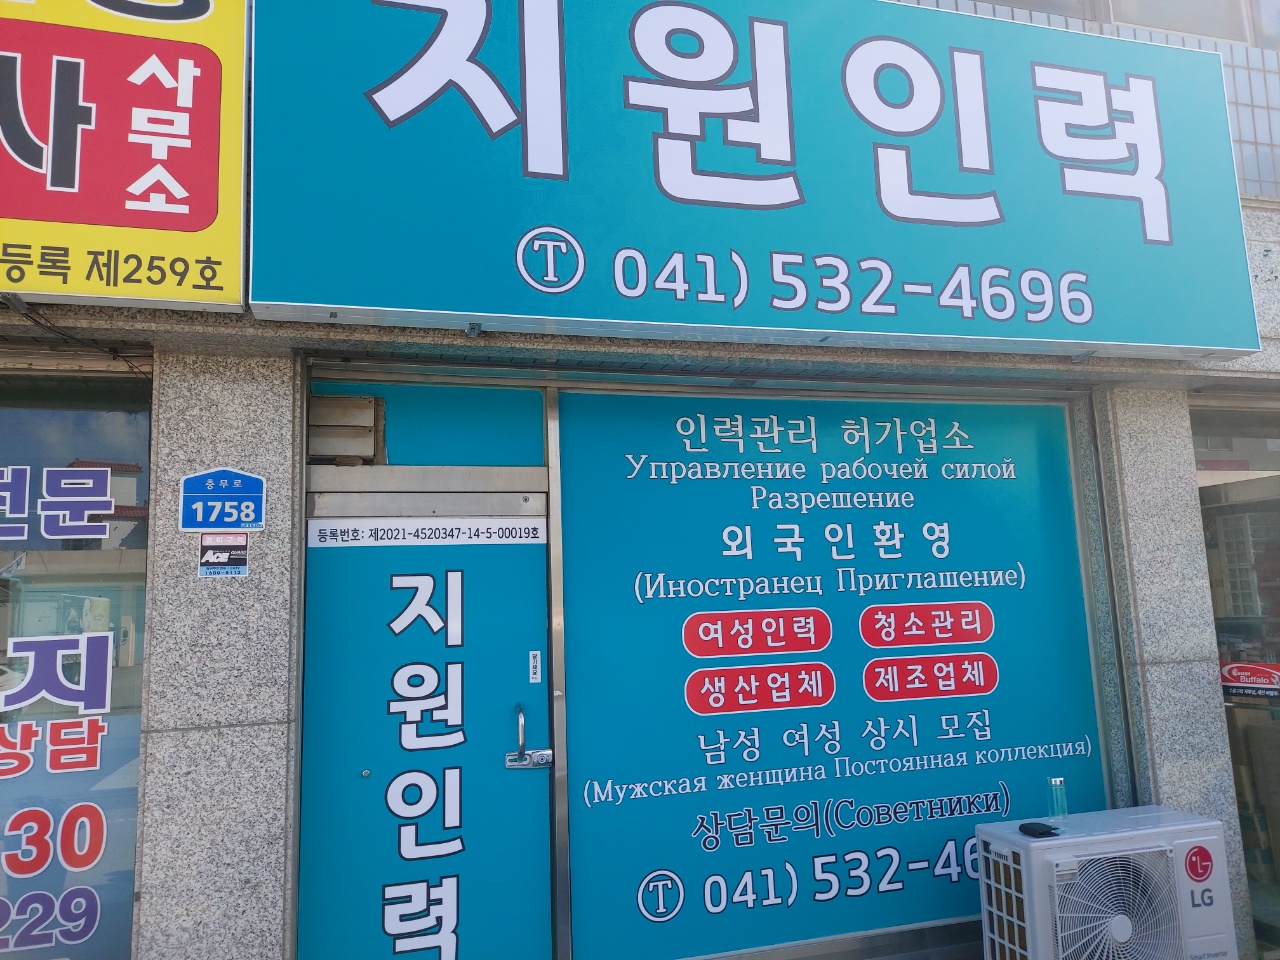 지원인력
Ⓣ 041) 532-4696
사
사무소
등록 제259호
전문
지
상담
30
229
충무로
1758
ACE
등록번호: 제2021-4520347-14-5-00019호
지원인력
인력관리 허가업소
Управление рабочей силой
Разрешение
외국인환영
(Иностранец Приглашение)
여성인력 청소관리
생산업체 제조업체
남성 여성 상시 모집
(Мужская женщина Постоянная коллекция)
상담문의(Советники)
Ⓣ 041) 532-46
LG
Buffalo